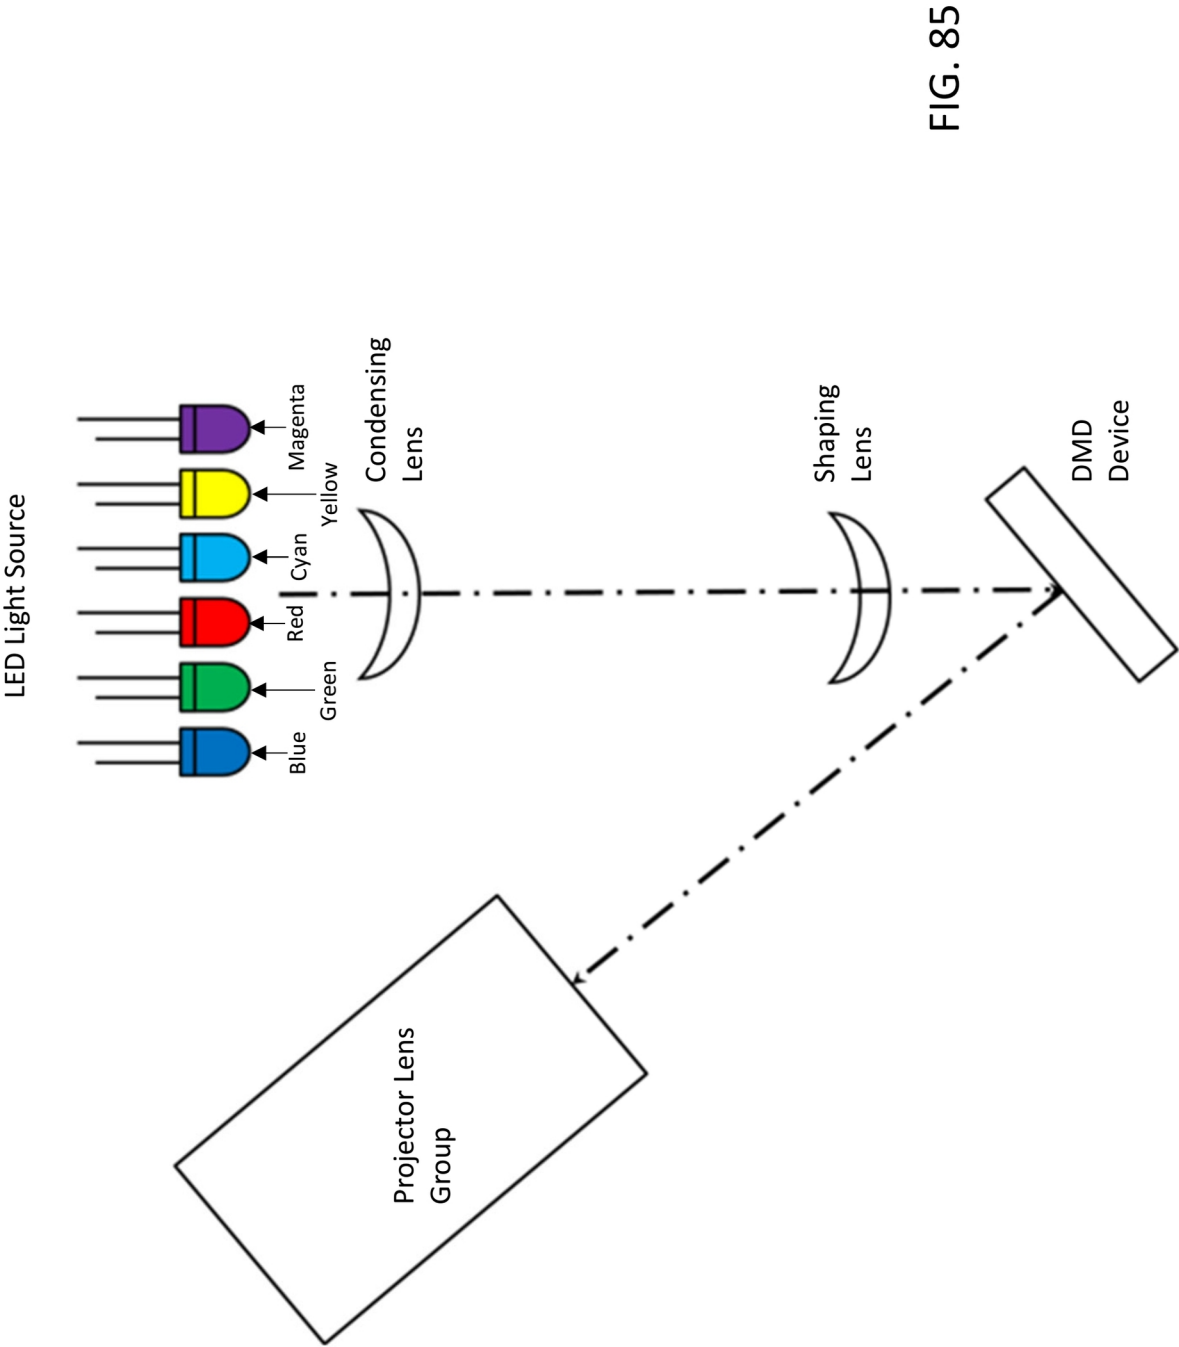 LED Light Source
Blue
Green
Red
Cyan
Yellow
Magenta
Condensing
Lens
Projector Lens
Group
Shaping
Lens
DMD
Device
FIG. 85